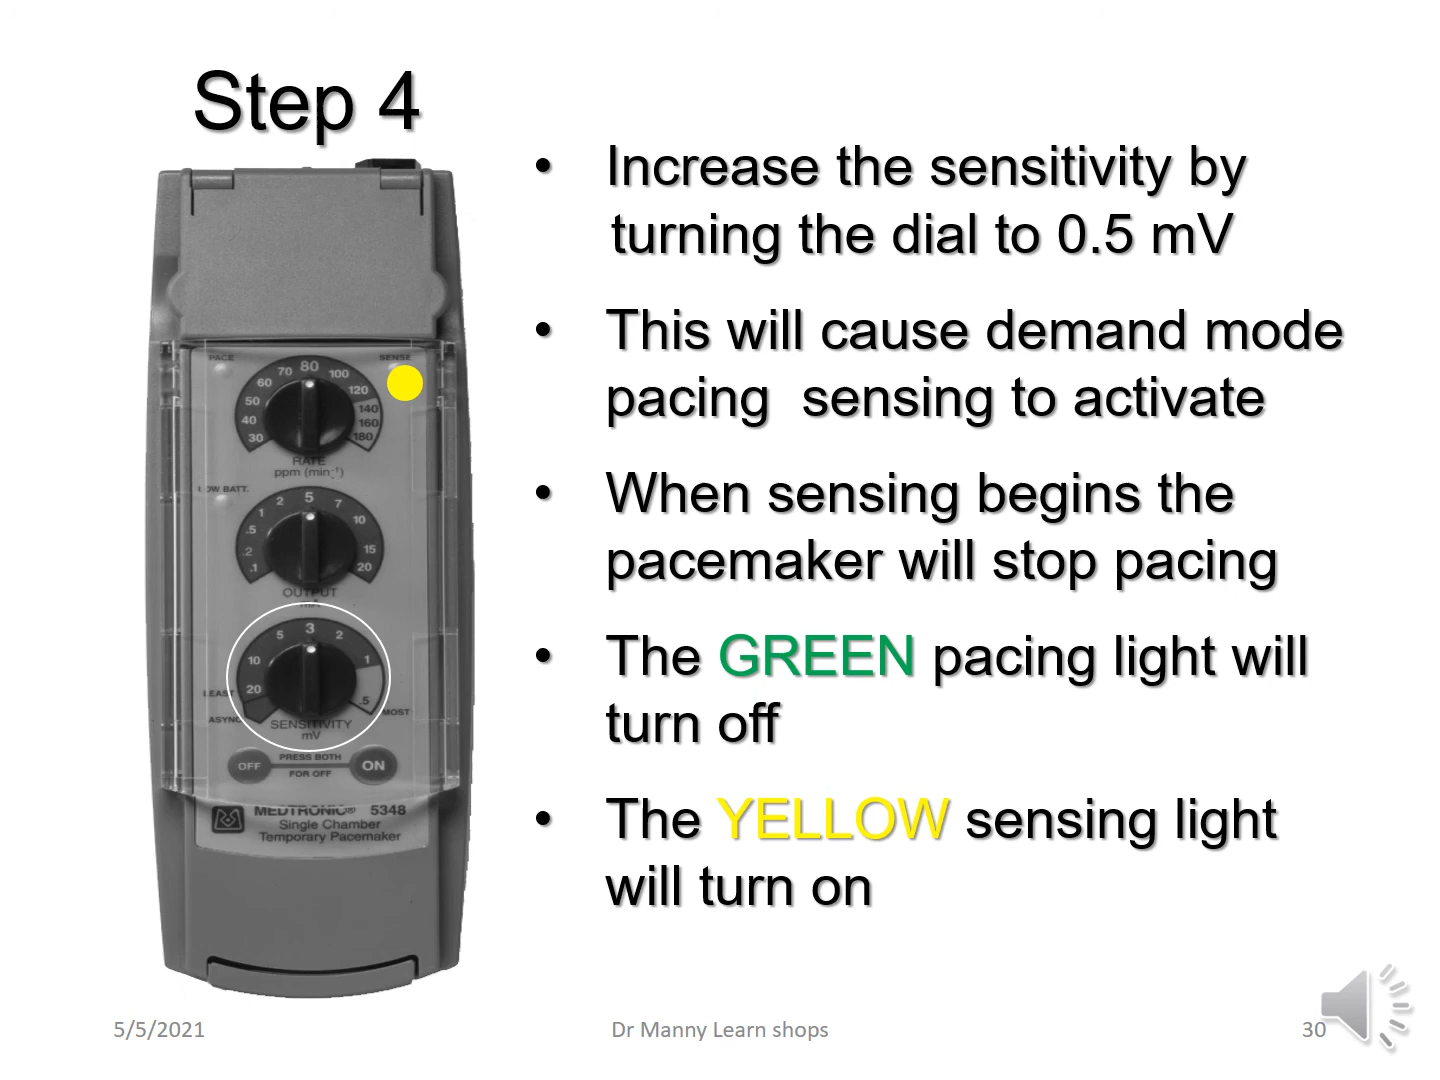 Step 4
• Increase the sensitivity by
turning the dial to 0.5 mV
• This will cause demand mode
pacing  sensing to activate
• When sensing begins the
pacemaker will stop pacing
• The GREEN pacing light will
turn off
• The YELLOW sensing light
will turn on
PACE
SENSE
30 40 50 60 70 80 100 120 140 160 180
RATE
ppm (min⁻¹)
LOW BATT.
.1 .2 .5 1 2 5 7 10 15 20
OUTPUT
mA
20 10 5 3 2 1 .5
LEAST
ASYNC
MOST
SENSITIVITY
mV
OFF PRESS BOTH ON
FOR OFF
MEDTRONIC® 5348
Single Chamber
Temporary Pacemaker
5/5/2021 Dr Manny Learn shops 30